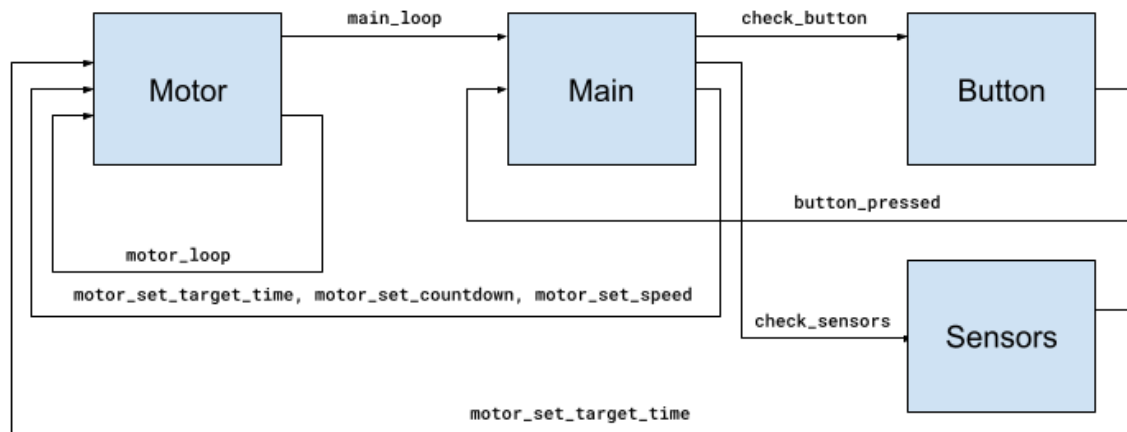 main_loop
check_button
Motor
Main
Button
button_pressed
motor_loop
motor_set_target_time, motor_set_countdown, motor_set_speed
check_sensors
Sensors
motor_set_target_time